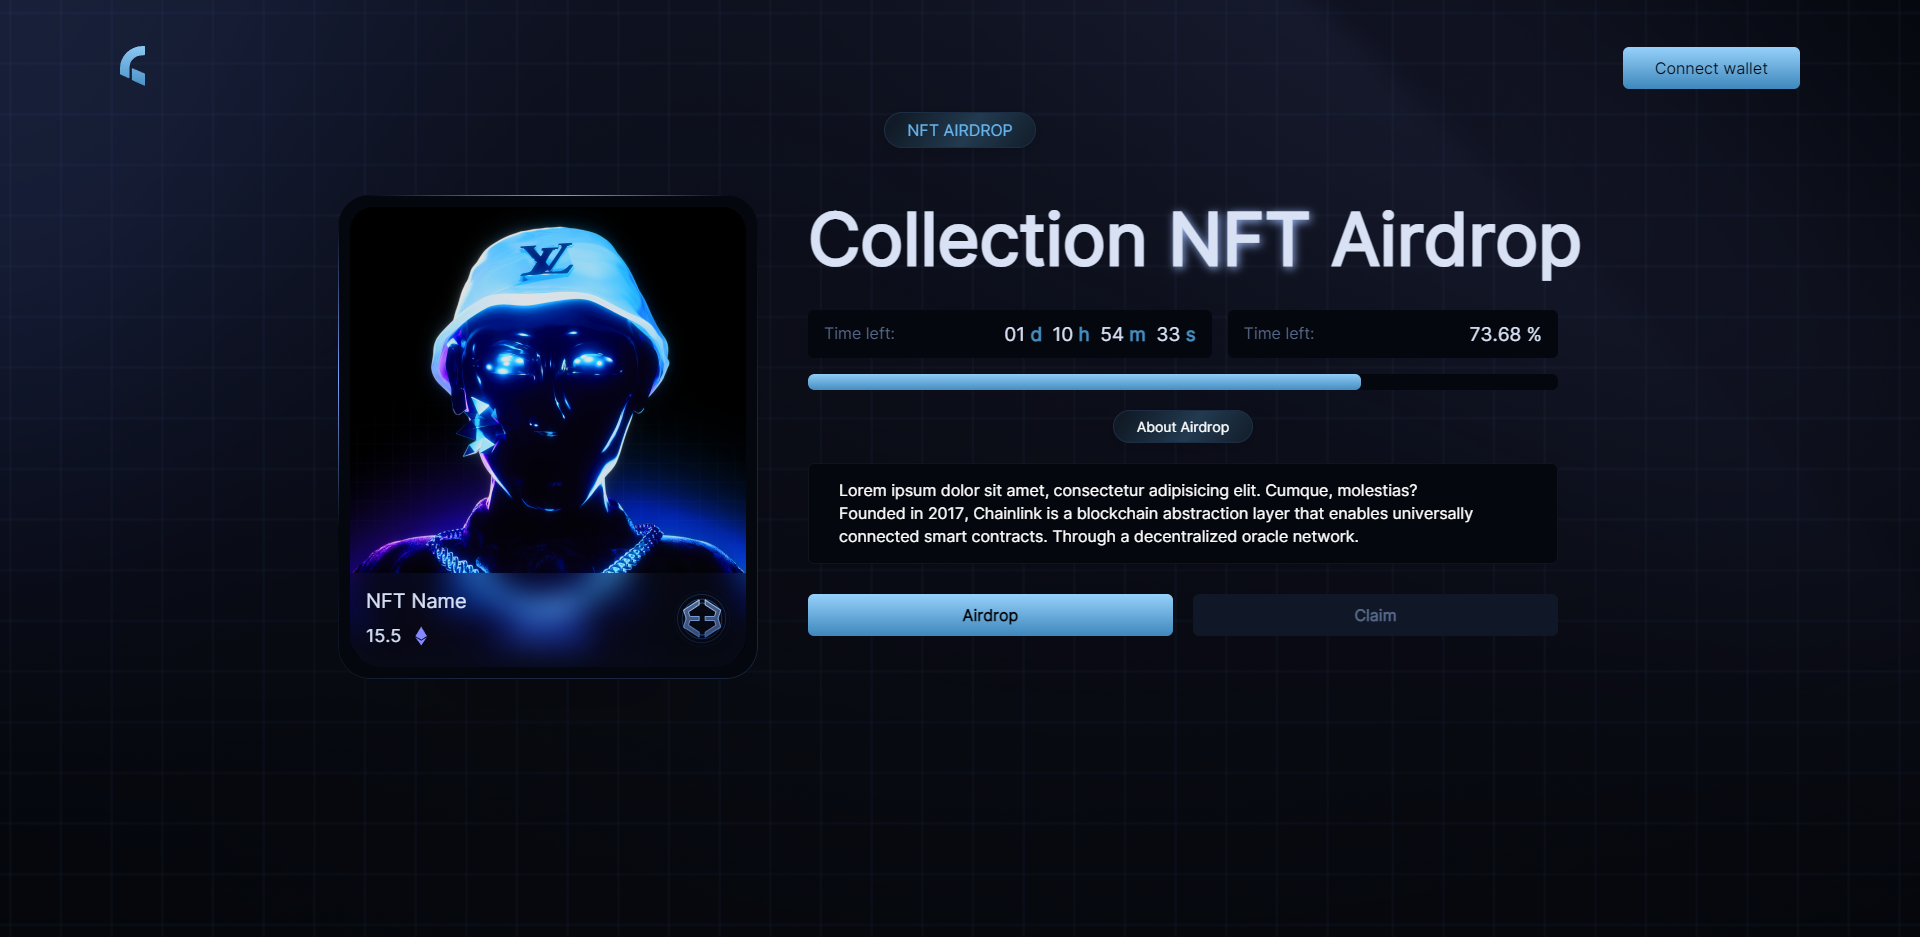 Connect wallet
NFT AIRDROP
LV
NFT Name
15.5
Collection NFT Airdrop
Time left: 01 d 10 h 54 m 33 s
Time left: 73.68 %
About Airdrop
Lorem ipsum dolor sit amet, consectetur adipisicing elit. Cumque, molestias?
Founded in 2017, Chainlink is a blockchain abstraction layer that enables universally
connected smart contracts. Through a decentralized oracle network.
Airdrop
Claim